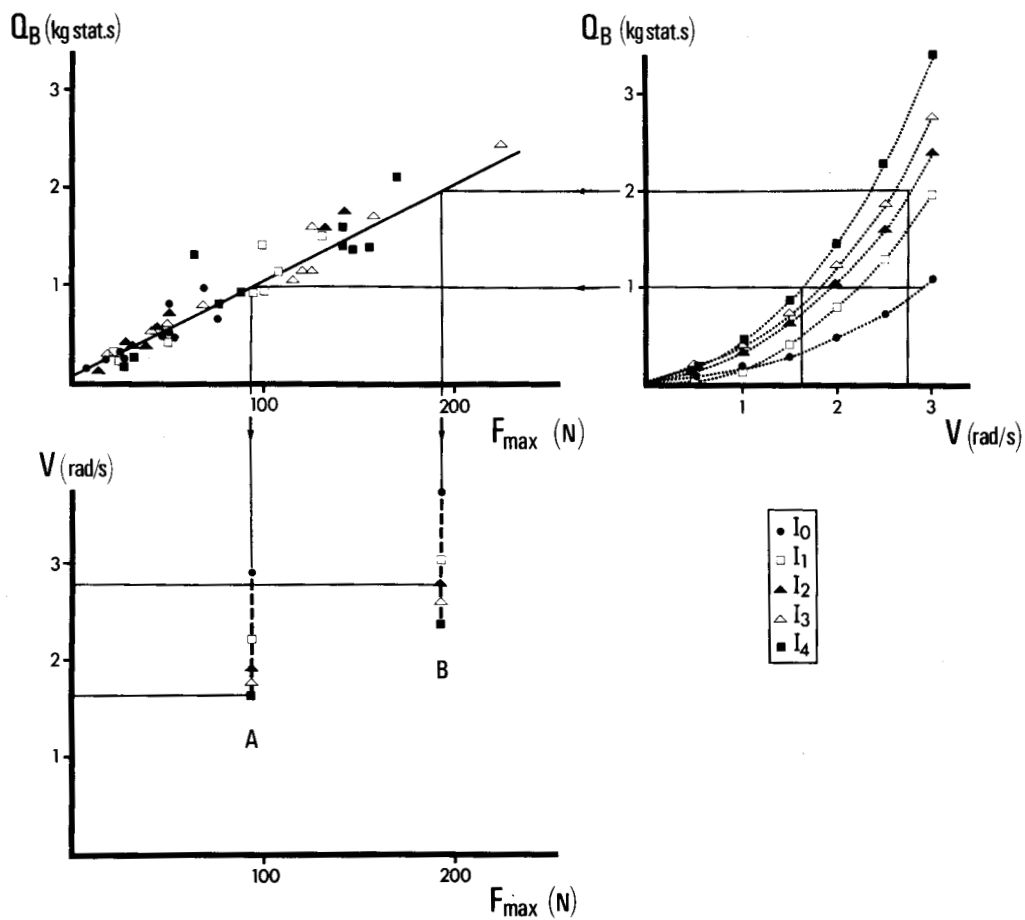 Q_B (kg stat.s)
3
2
1
100
200
F_max (N)
Q_B (kg stat.s)
3
2
1
1
2
3
V (rad/s)
V (rad/s)
3
2
1
A
B
100
200
F_max (N)
I_0
I_1
I_2
I_3
I_4